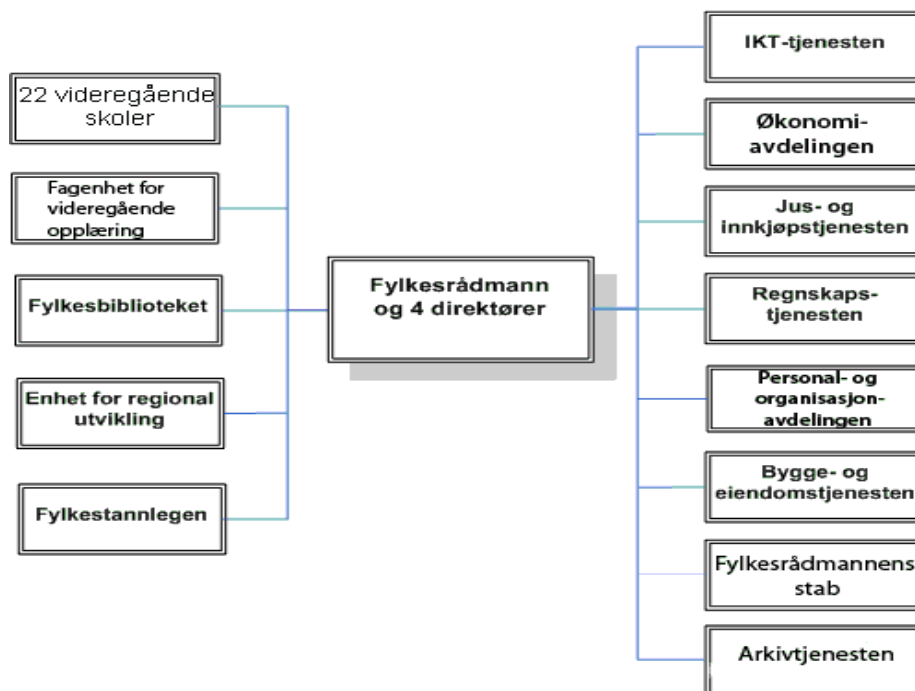 22 videregående
skoler
Fagenhet for
videregående
opplæring
Fylkesbiblioteket
Enhet for regional
utvikling
Fylkestannlegen
Fylkesrådmann
og 4 direktører
IKT-tjenesten
Økonomi-
avdelingen
Jus- og
innkjøpstjenesten
Regnskaps-
tjenesten
Personal- og
organisasjon-
avdelingen
Bygge- og
eiendomstjenesten
Fylkesrådmannens
stab
Arkivtjenesten